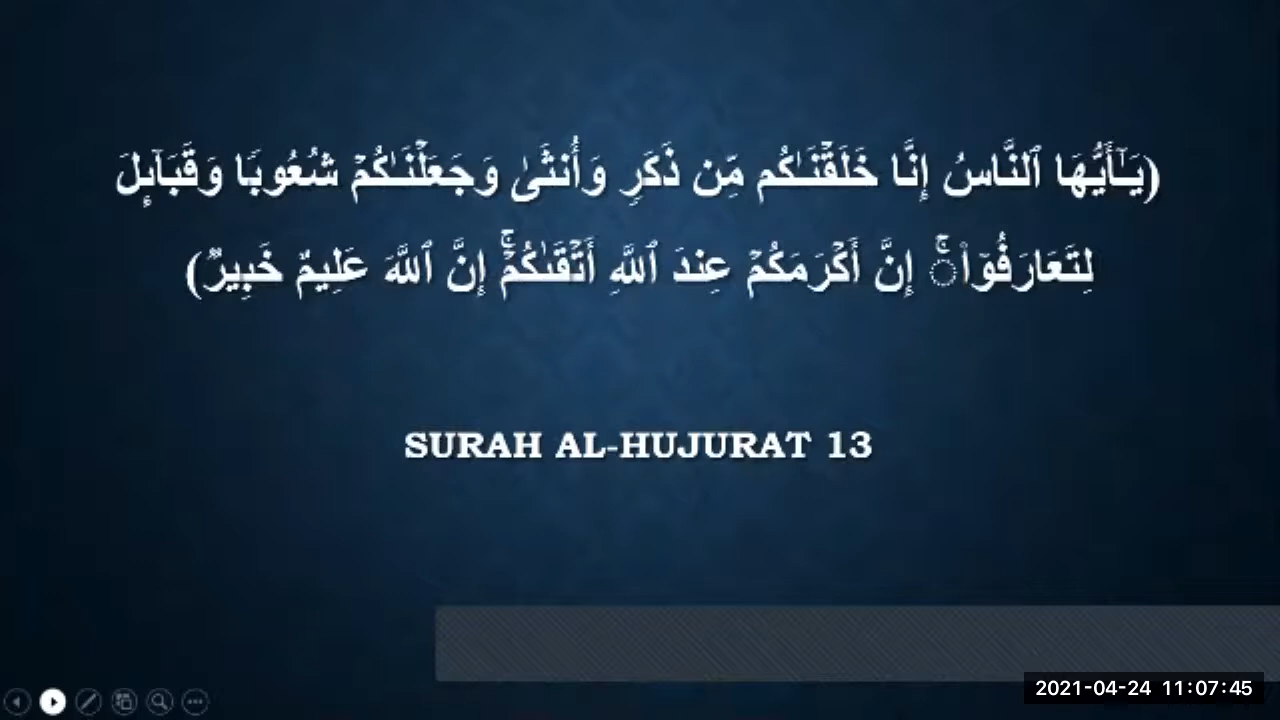 (يَـٰٓأَيُّهَا ٱلنَّاسُ إِنَّا خَلَقۡنَـٰكُم مِّن ذَكَرٍ وَأُنثَىٰ وَجَعَلۡنَـٰكُمۡ شُعُوبًا وَقَبَآىِٕلَ
لِتَعَارَفُوۤا۟ۚ إِنَّ أَكۡرَمَكُمۡ عِندَ ٱللَّهِ أَتۡقَىٰكُمۡۚ إِنَّ ٱللَّهَ عَلِيمٌ خَبِيرٌ)
SURAH AL-HUJURAT 13
2021-04-24 11:07:45